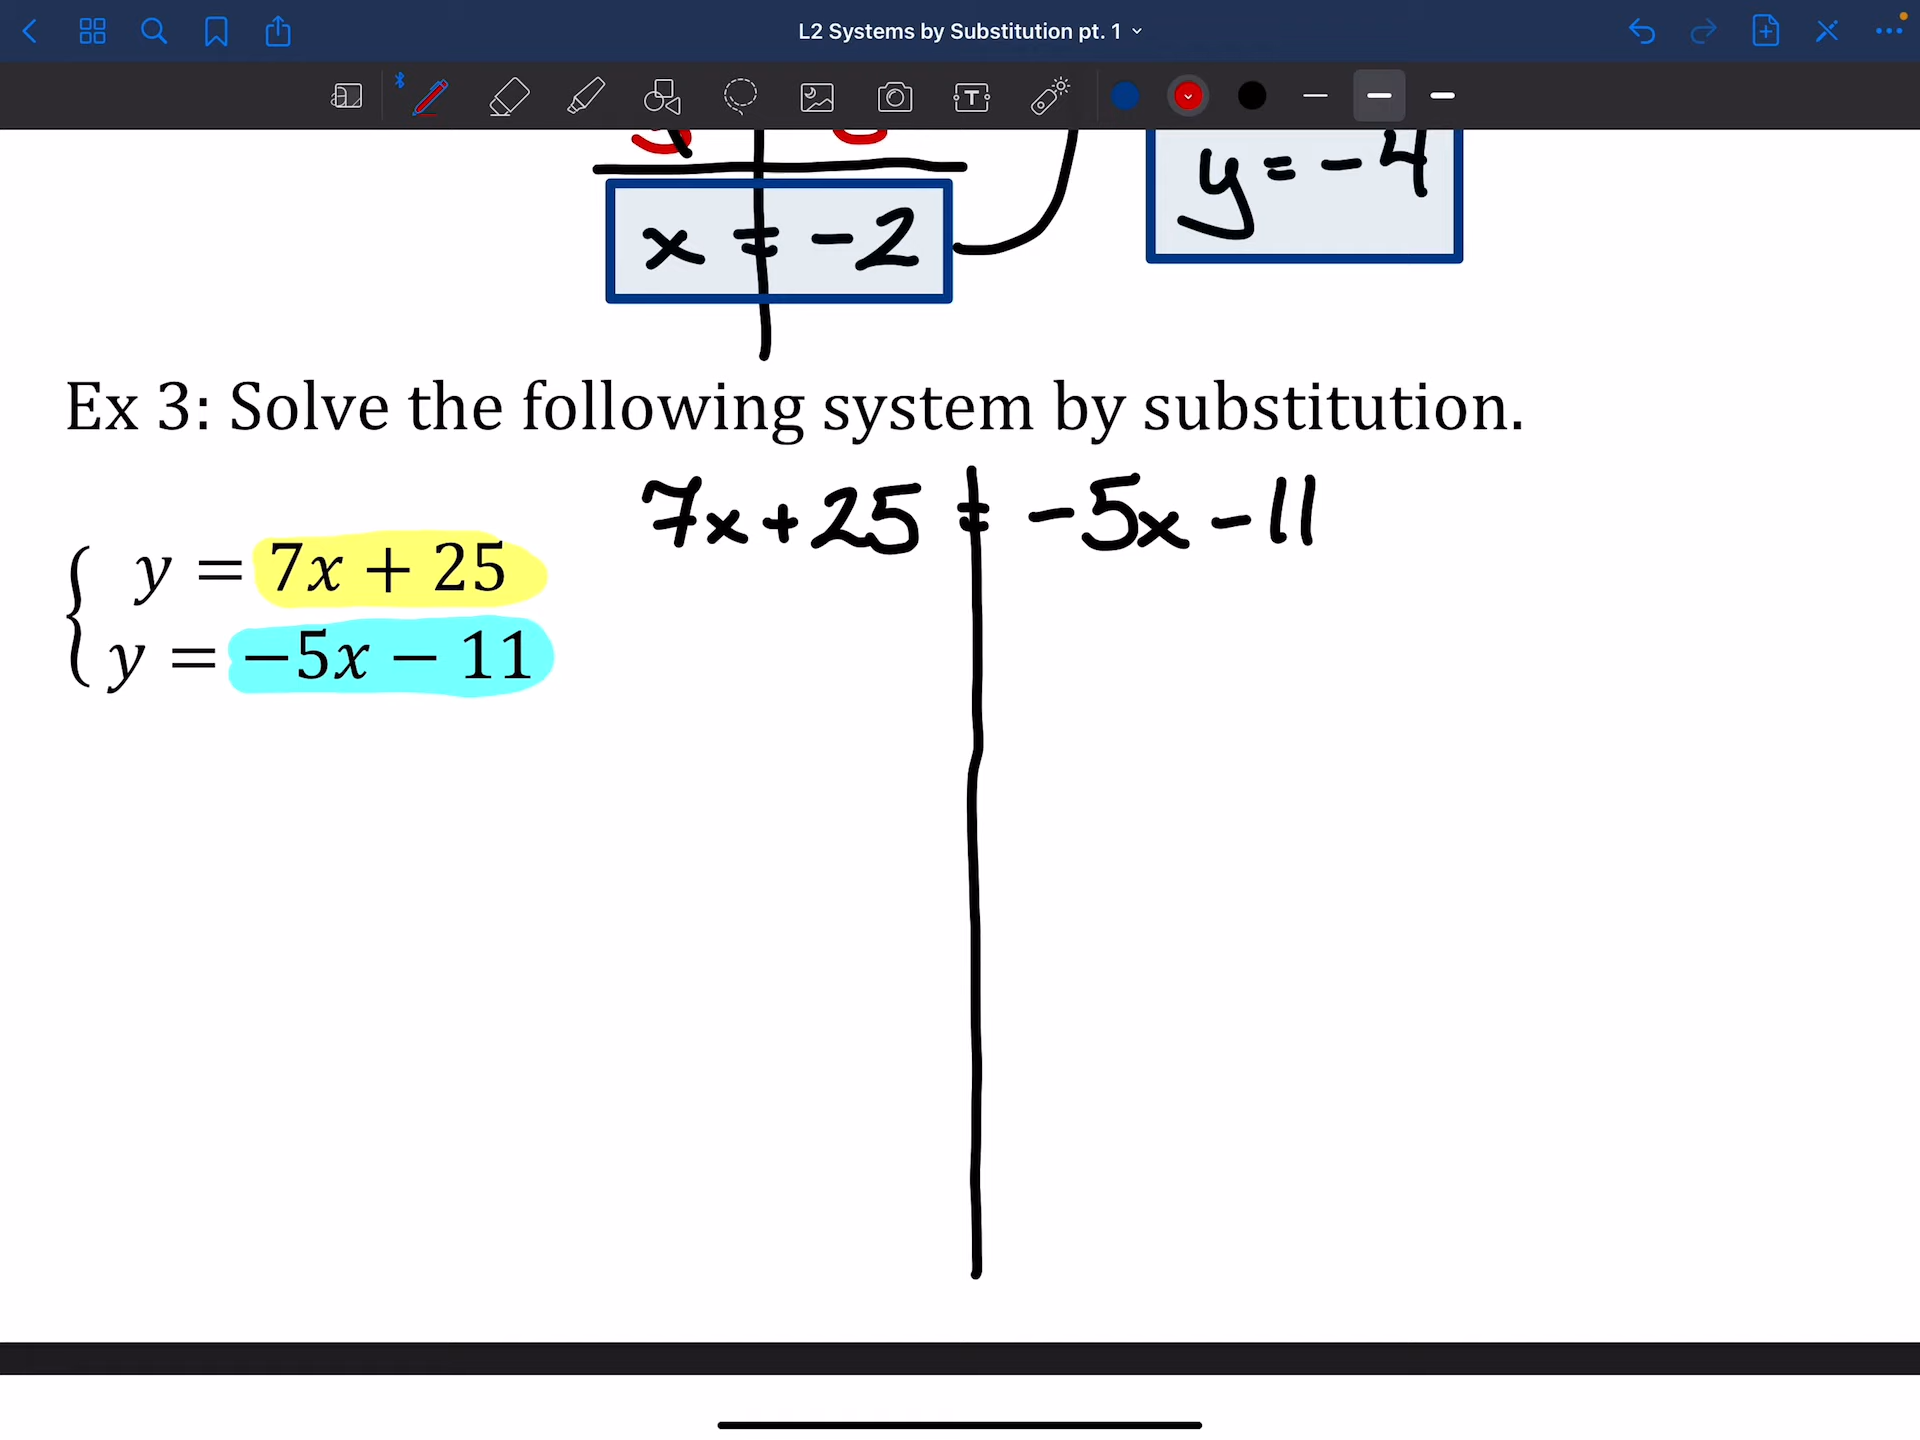 L2 Systems by Substitution pt. 1
y = -4
x = -2
Ex 3: Solve the following system by substitution.
7x + 25 = -5x - 11
y = 7x + 25
y = −5x − 11